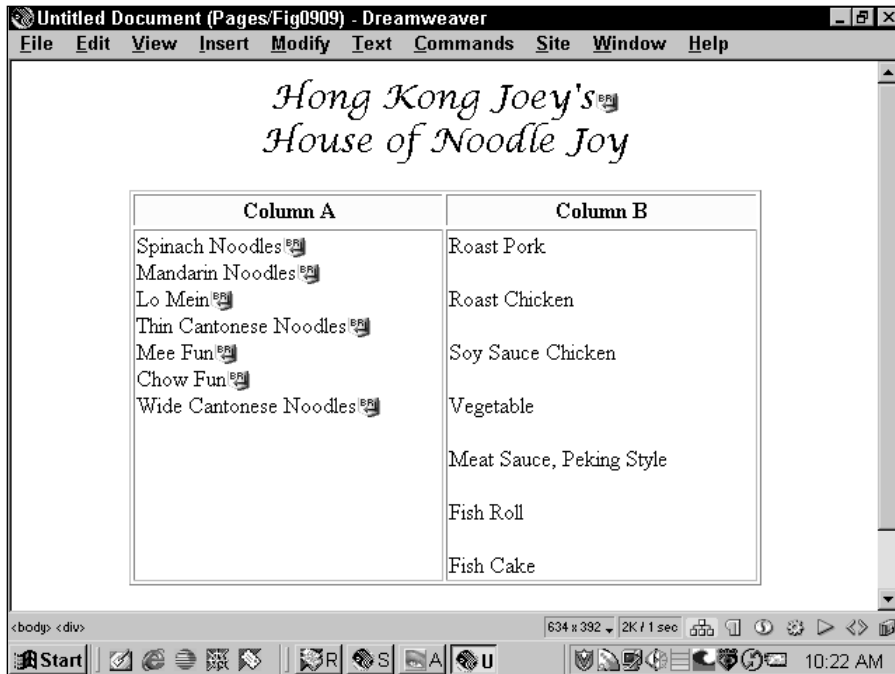 Untitled Document (Pages/Fig0909) - Dreamweaver
File Edit View Insert Modify Text Commands Site Window Help
Hong Kong Joey's
House of Noodle Joy
Column A Column B
Spinach Noodles
Mandarin Noodles
Lo Mein
Thin Cantonese Noodles
Mee Fun
Chow Fun
Wide Cantonese Noodles
Roast Pork
Roast Chicken
Soy Sauce Chicken
Vegetable
Meat Sauce, Peking Style
Fish Roll
Fish Cake
<body> <div> 634 x 392 2K / 1 sec
Start R S A U 10:22 AM